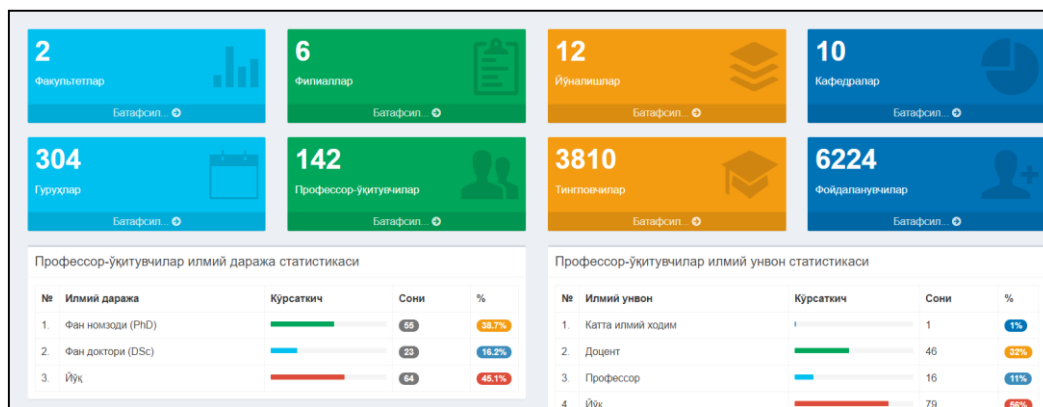 2
Факультетлар
Батафсил...
6
Филиаллар
Батафсил...
12
Йўналишлар
Батафсил...
10
Кафедралар
Батафсил...
304
Гуруҳлар
Батафсил...
142
Профессор-ўқитувчилар
Батафсил...
3810
Тингловчилар
Батафсил...
6224
Фойдаланувчилар
Батафсил...
Профессор-ўқитувчилар илмий даража статистикаси
№ Илмий даража Кўрсаткич Сони %
1. Фан номзоди (PhD) 55 38.7%
2. Фан доктори (DSc) 23 16.2%
3. Йўқ 64 45.1%
Профессор-ўқитувчилар илмий унвон статистикаси
№ Илмий унвон Кўрсаткич Сони %
1. Катта илмий ходим 1 1%
2. Доцент 46 32%
3. Профессор 16 11%
4. Йўқ 79 56%